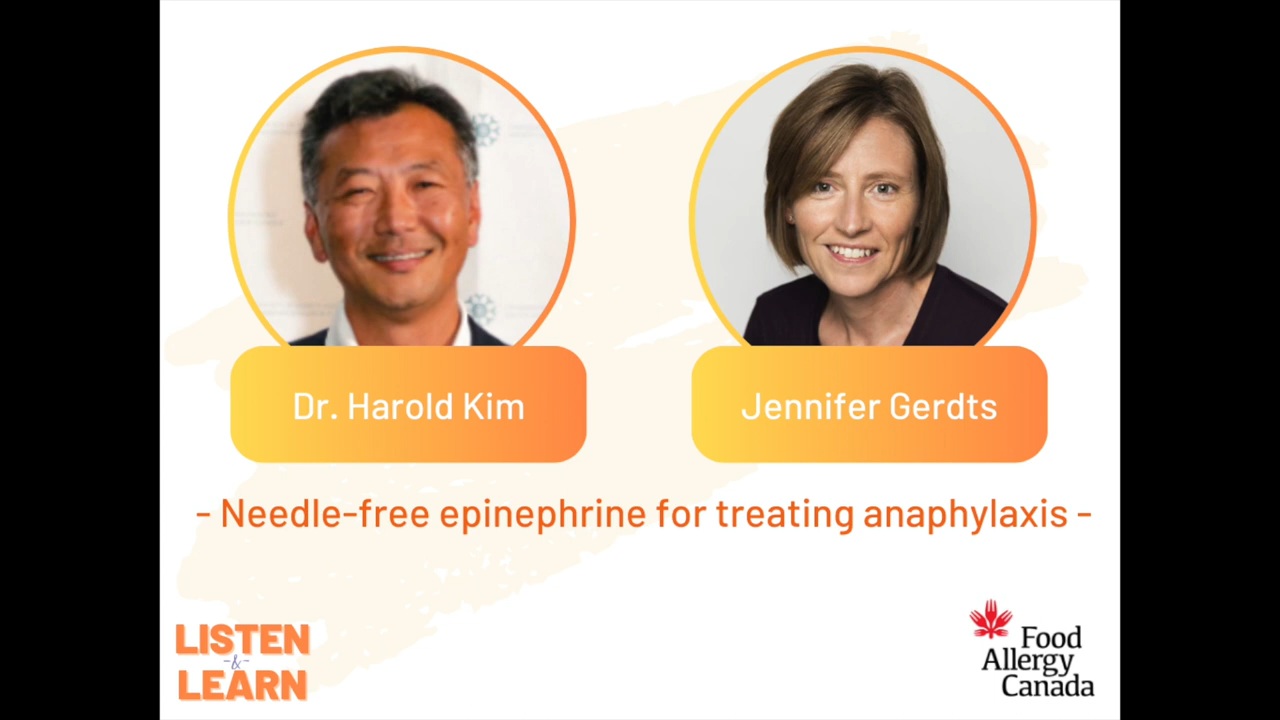 Dr. Harold Kim
Jennifer Gerdts
- Needle-free epinephrine for treating anaphylaxis -
LISTEN
-&-
LEARN
Food
Allergy
Canada